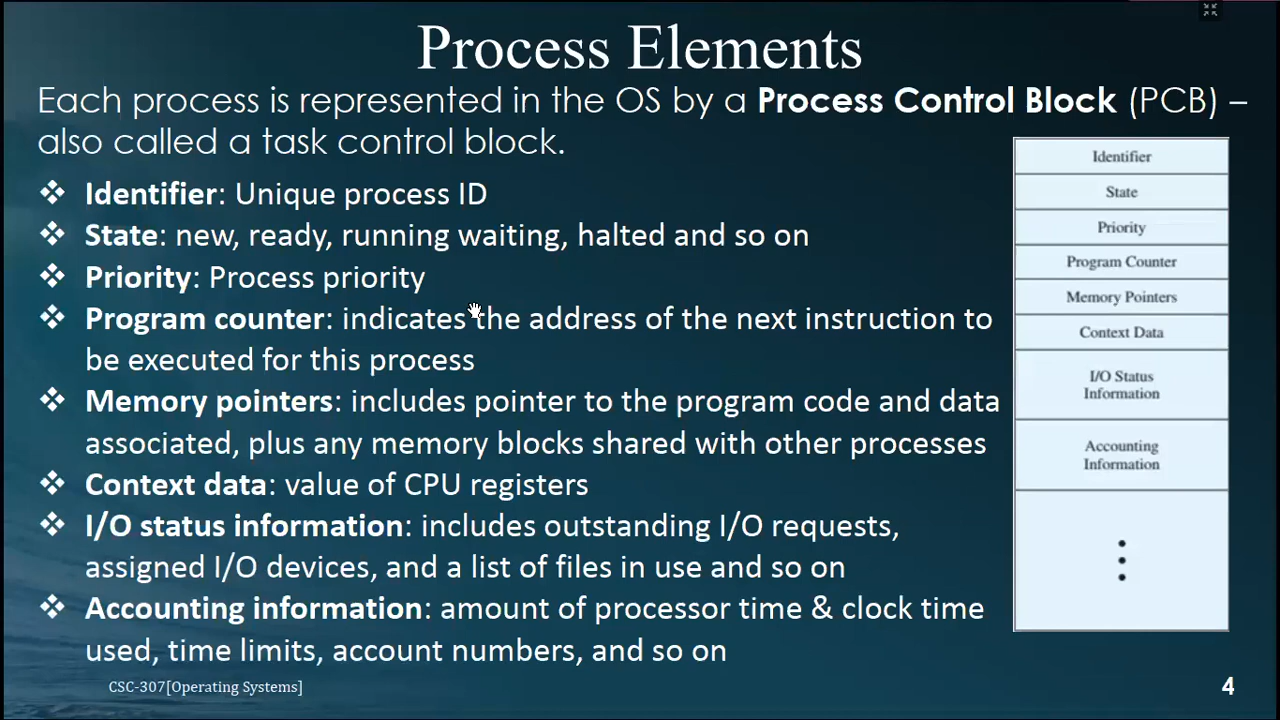 Process Elements
Each process is represented in the OS by a Process Control Block (PCB) –
also called a task control block.
❖ Identifier: Unique process ID
❖ State: new, ready, running waiting, halted and so on
❖ Priority: Process priority
❖ Program counter: indicates the address of the next instruction to
be executed for this process
❖ Memory pointers: includes pointer to the program code and data
associated, plus any memory blocks shared with other processes
❖ Context data: value of CPU registers
❖ I/O status information: includes outstanding I/O requests,
assigned I/O devices, and a list of files in use and so on
❖ Accounting information: amount of processor time & clock time
used, time limits, account numbers, and so on
Identifier
State
Priority
Program Counter
Memory Pointers
Context Data
I/O Status
Information
Accounting
Information
CSC-307[Operating Systems]
4